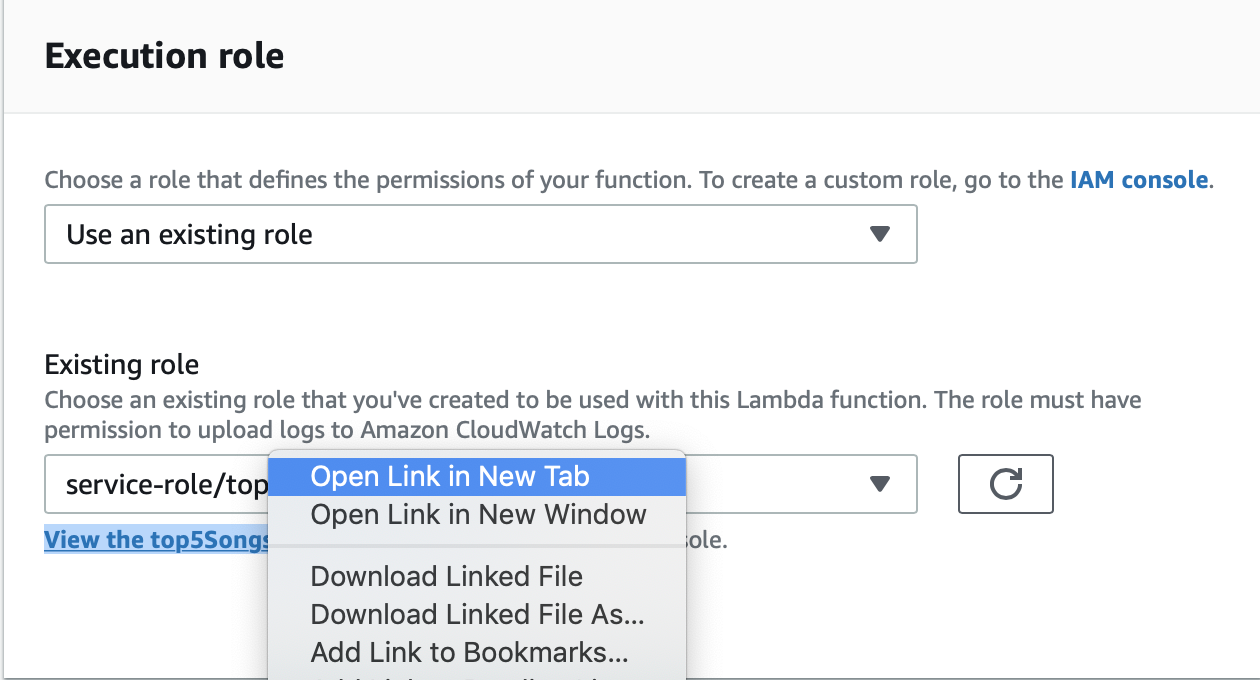 Execution role
Choose a role that defines the permissions of your function. To create a custom role, go to the IAM console.
Use an existing role
Existing role
Choose an existing role that you've created to be used with this Lambda function. The role must have
permission to upload logs to Amazon CloudWatch Logs.
service-role/top
Open Link in New Tab
Open Link in New Window
View the top5Songs
Download Linked File
Download Linked File As...
Add Link to Bookmarks...